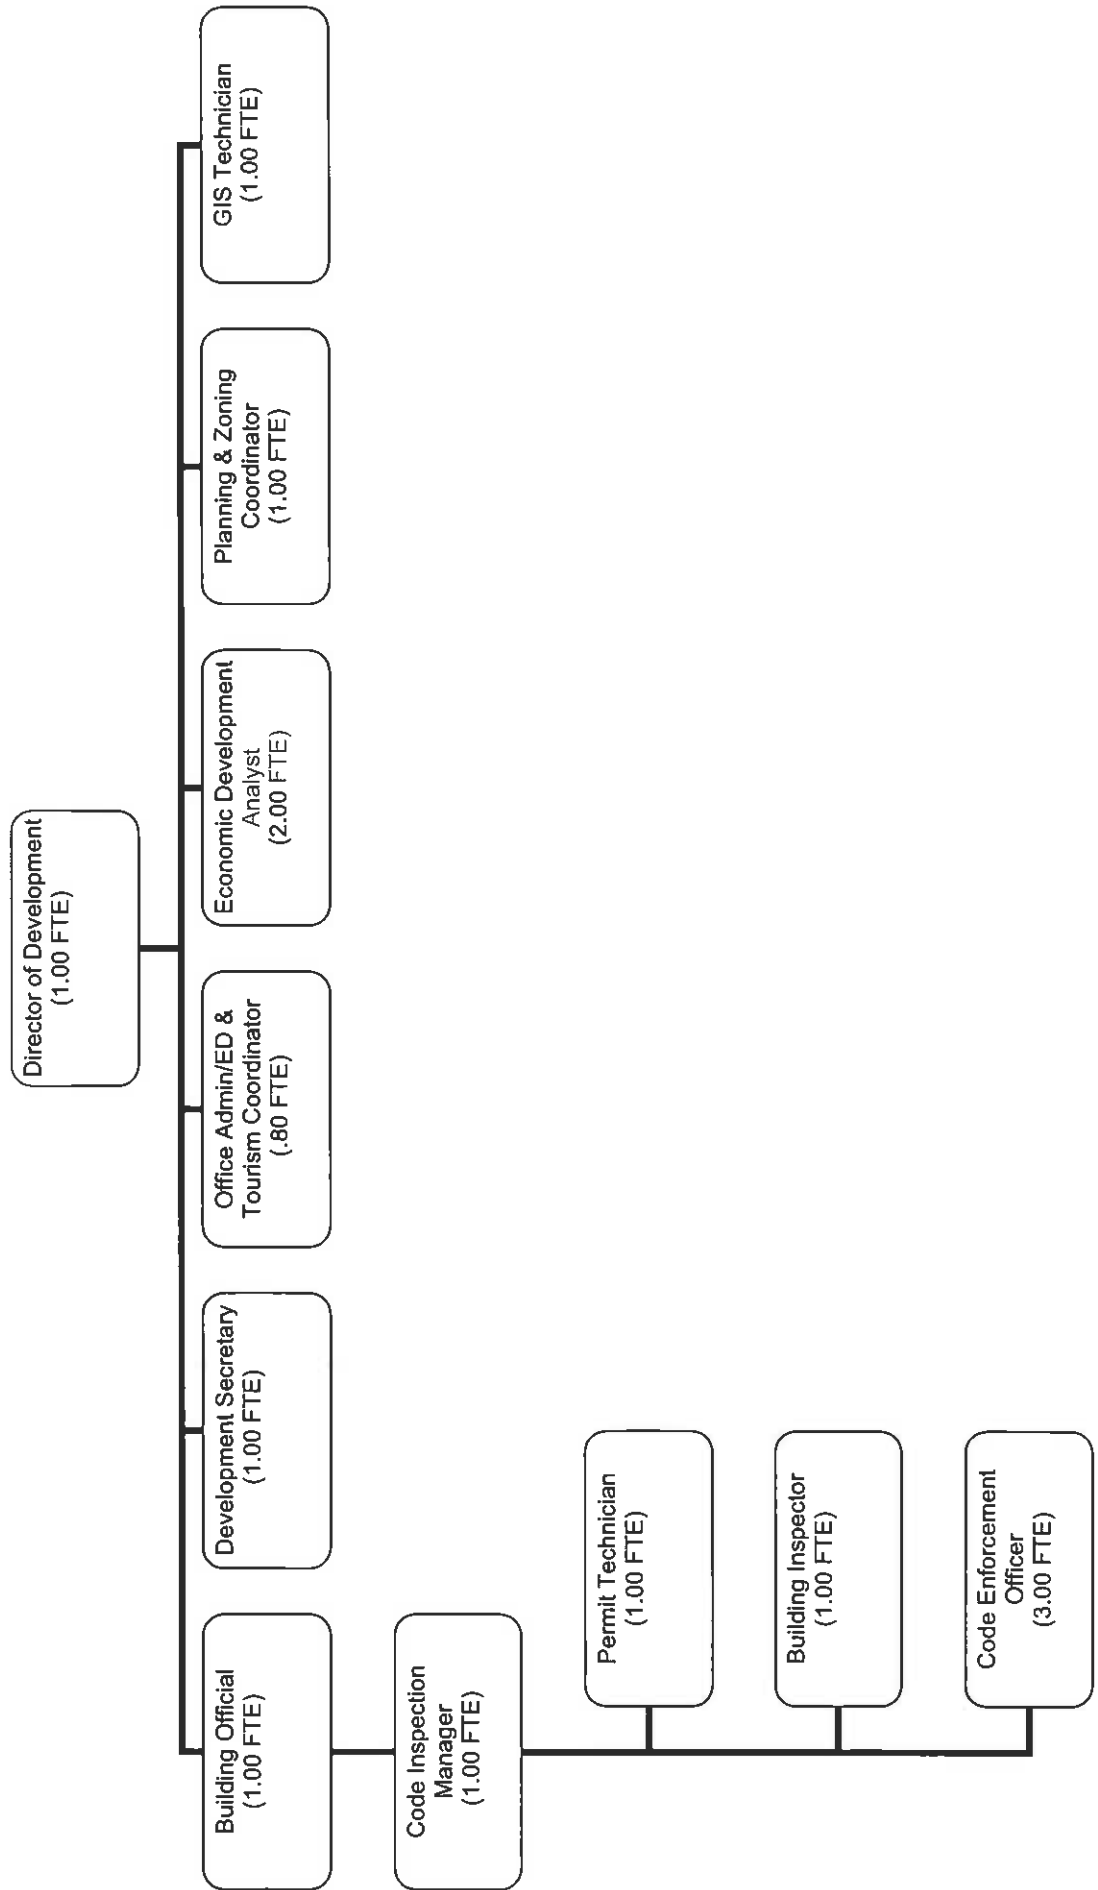 Director of Development
(1.00 FTE)
Building Official
(1.00 FTE)
Development Secretary
(1.00 FTE)
Office Admin/ED &
Tourism Coordinator
(.80 FTE)
Economic Development
Analyst
(2.00 FTE)
Planning & Zoning
Coordinator
(1.00 FTE)
GIS Technician
(1.00 FTE)
Code Inspection
Manager
(1.00 FTE)
Permit Technician
(1.00 FTE)
Building Inspector
(1.00 FTE)
Code Enforcement
Officer
(3.00 FTE)